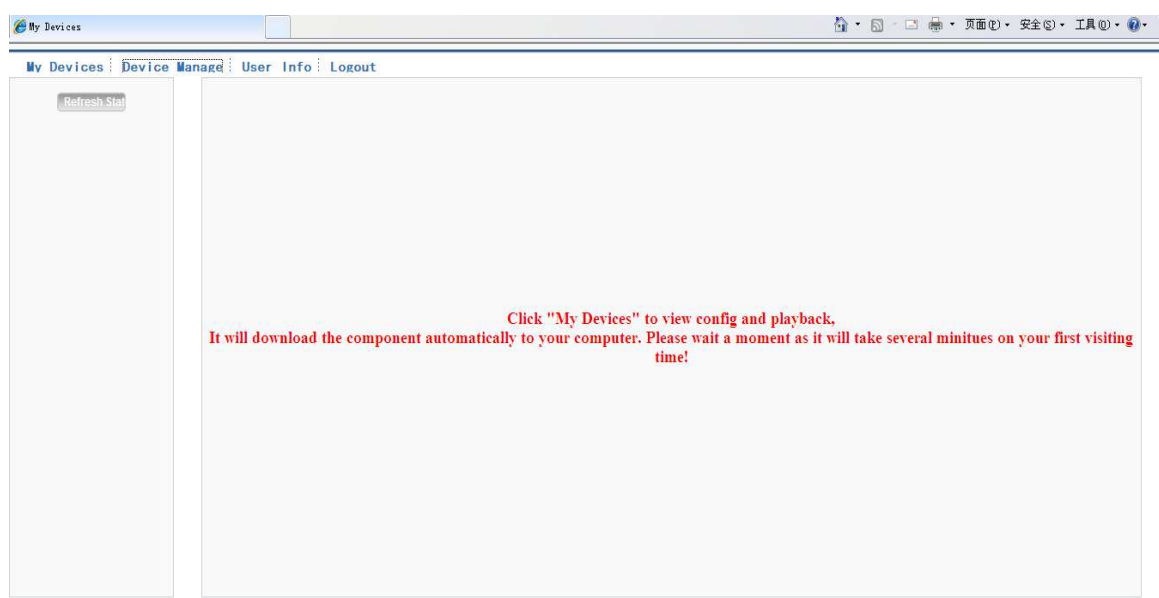 My Devices
页面(P) 安全(S) 工具(O)
My Devices Device Manage User Info Logout
Refresh Stat
Click "My Devices" to view config and playback,
It will download the component automatically to your computer. Please wait a moment as it will take several minitues on your first visiting
time!